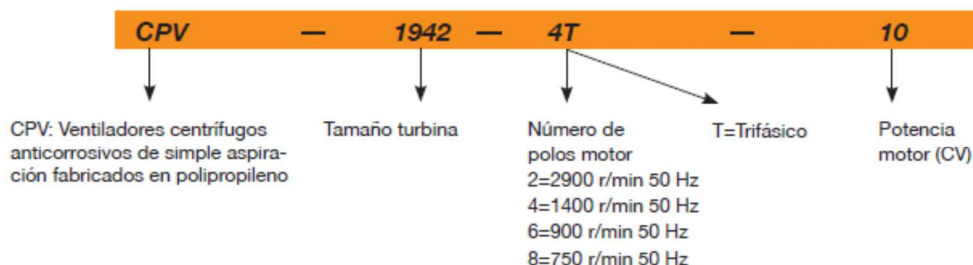 CPV — 1942 — 4T — 10
CPV: Ventiladores centrífugos
anticorrosivos de simple aspira-
ción fabricados en polipropileno
Tamaño turbina
Número de
polos motor
2=2900 r/min 50 Hz
4=1400 r/min 50 Hz
6=900 r/min 50 Hz
8=750 r/min 50 Hz
T=Trifásico
Potencia
motor (CV)